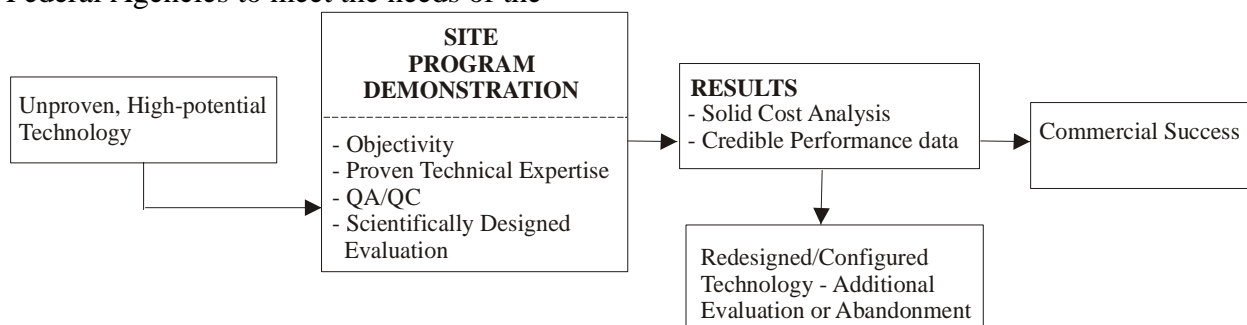 Federal Agencies to meet the needs of the
Unproven, High-potential
Technology
SITE
PROGRAM
DEMONSTRATION
- Objectivity
- Proven Technical Expertise
- QA/QC
- Scientifically Designed
Evaluation
RESULTS
- Solid Cost Analysis
- Credible Performance data
Commercial Success
Redesigned/Configured
Technology - Additional
Evaluation or Abandonment